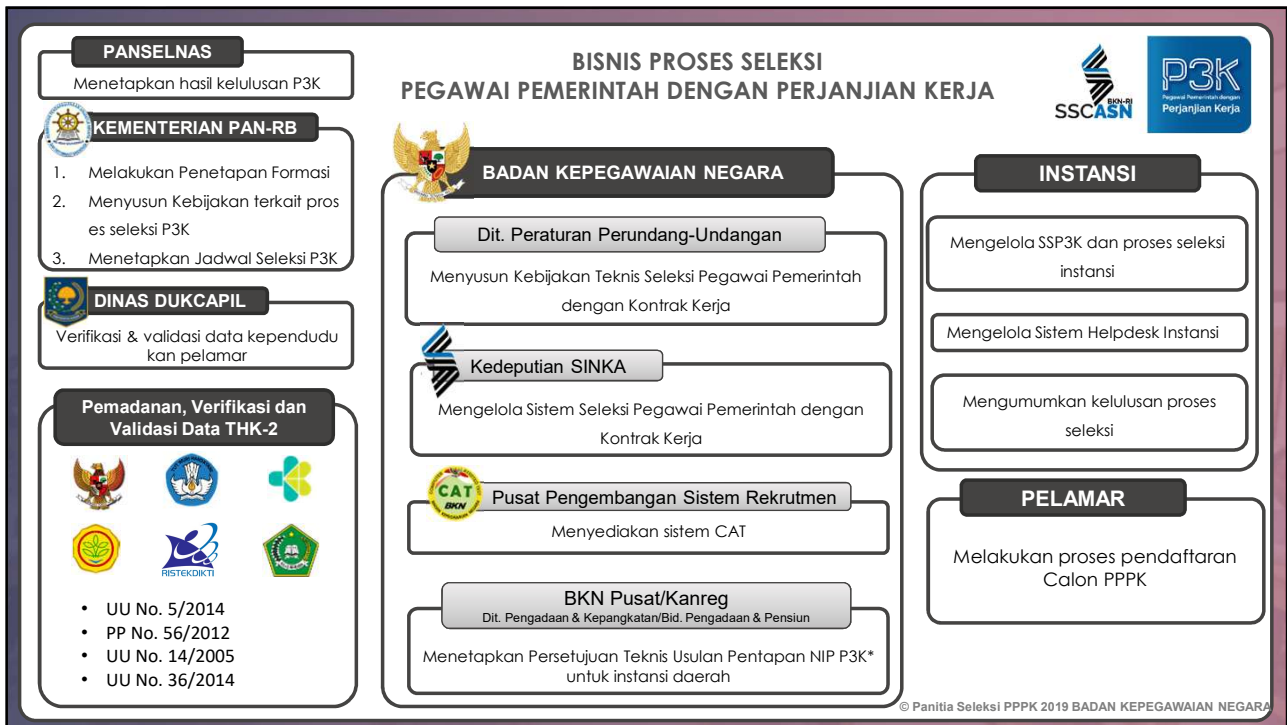 BISNIS PROSES SELEKSI
PEGAWAI PEMERINTAH DENGAN PERJANJIAN KERJA
SSCASN
BKN-RI
P3K
Pegawai Pemerintah dengan
Perjanjian Kerja
PANSELNAS
Menetapkan hasil kelulusan P3K
KEMENTERIAN PAN-RB
1. Melakukan Penetapan Formasi
2. Menyusun Kebijakan terkait pros
es seleksi P3K
3. Menetapkan Jadwal Seleksi P3K
DINAS DUKCAPIL
Verifikasi & validasi data kependudu
kan pelamar
Pemadanan, Verifikasi dan
Validasi Data THK-2
RISTEKDIKTI
• UU No. 5/2014
• PP No. 56/2012
• UU No. 14/2005
• UU No. 36/2014
BADAN KEPEGAWAIAN NEGARA
Dit. Peraturan Perundang-Undangan
Menyusun Kebijakan Teknis Seleksi Pegawai Pemerintah
dengan Kontrak Kerja
Kedeputian SINKA
Mengelola Sistem Seleksi Pegawai Pemerintah dengan
Kontrak Kerja
CAT
BKN
Pusat Pengembangan Sistem Rekrutmen
Menyediakan sistem CAT
BKN Pusat/Kanreg
Dit. Pengadaan & Kepangkatan/Bid. Pengadaan & Pensiun
Menetapkan Persetujuan Teknis Usulan Pentapan NIP P3K*
untuk instansi daerah
INSTANSI
Mengelola SSP3K dan proses seleksi
instansi
Mengelola Sistem Helpdesk Instansi
Mengumumkan kelulusan proses
seleksi
PELAMAR
Melakukan proses pendaftaran
Calon PPPK
© Panitia Seleksi PPPK 2019 BADAN KEPEGAWAIAN NEGARA